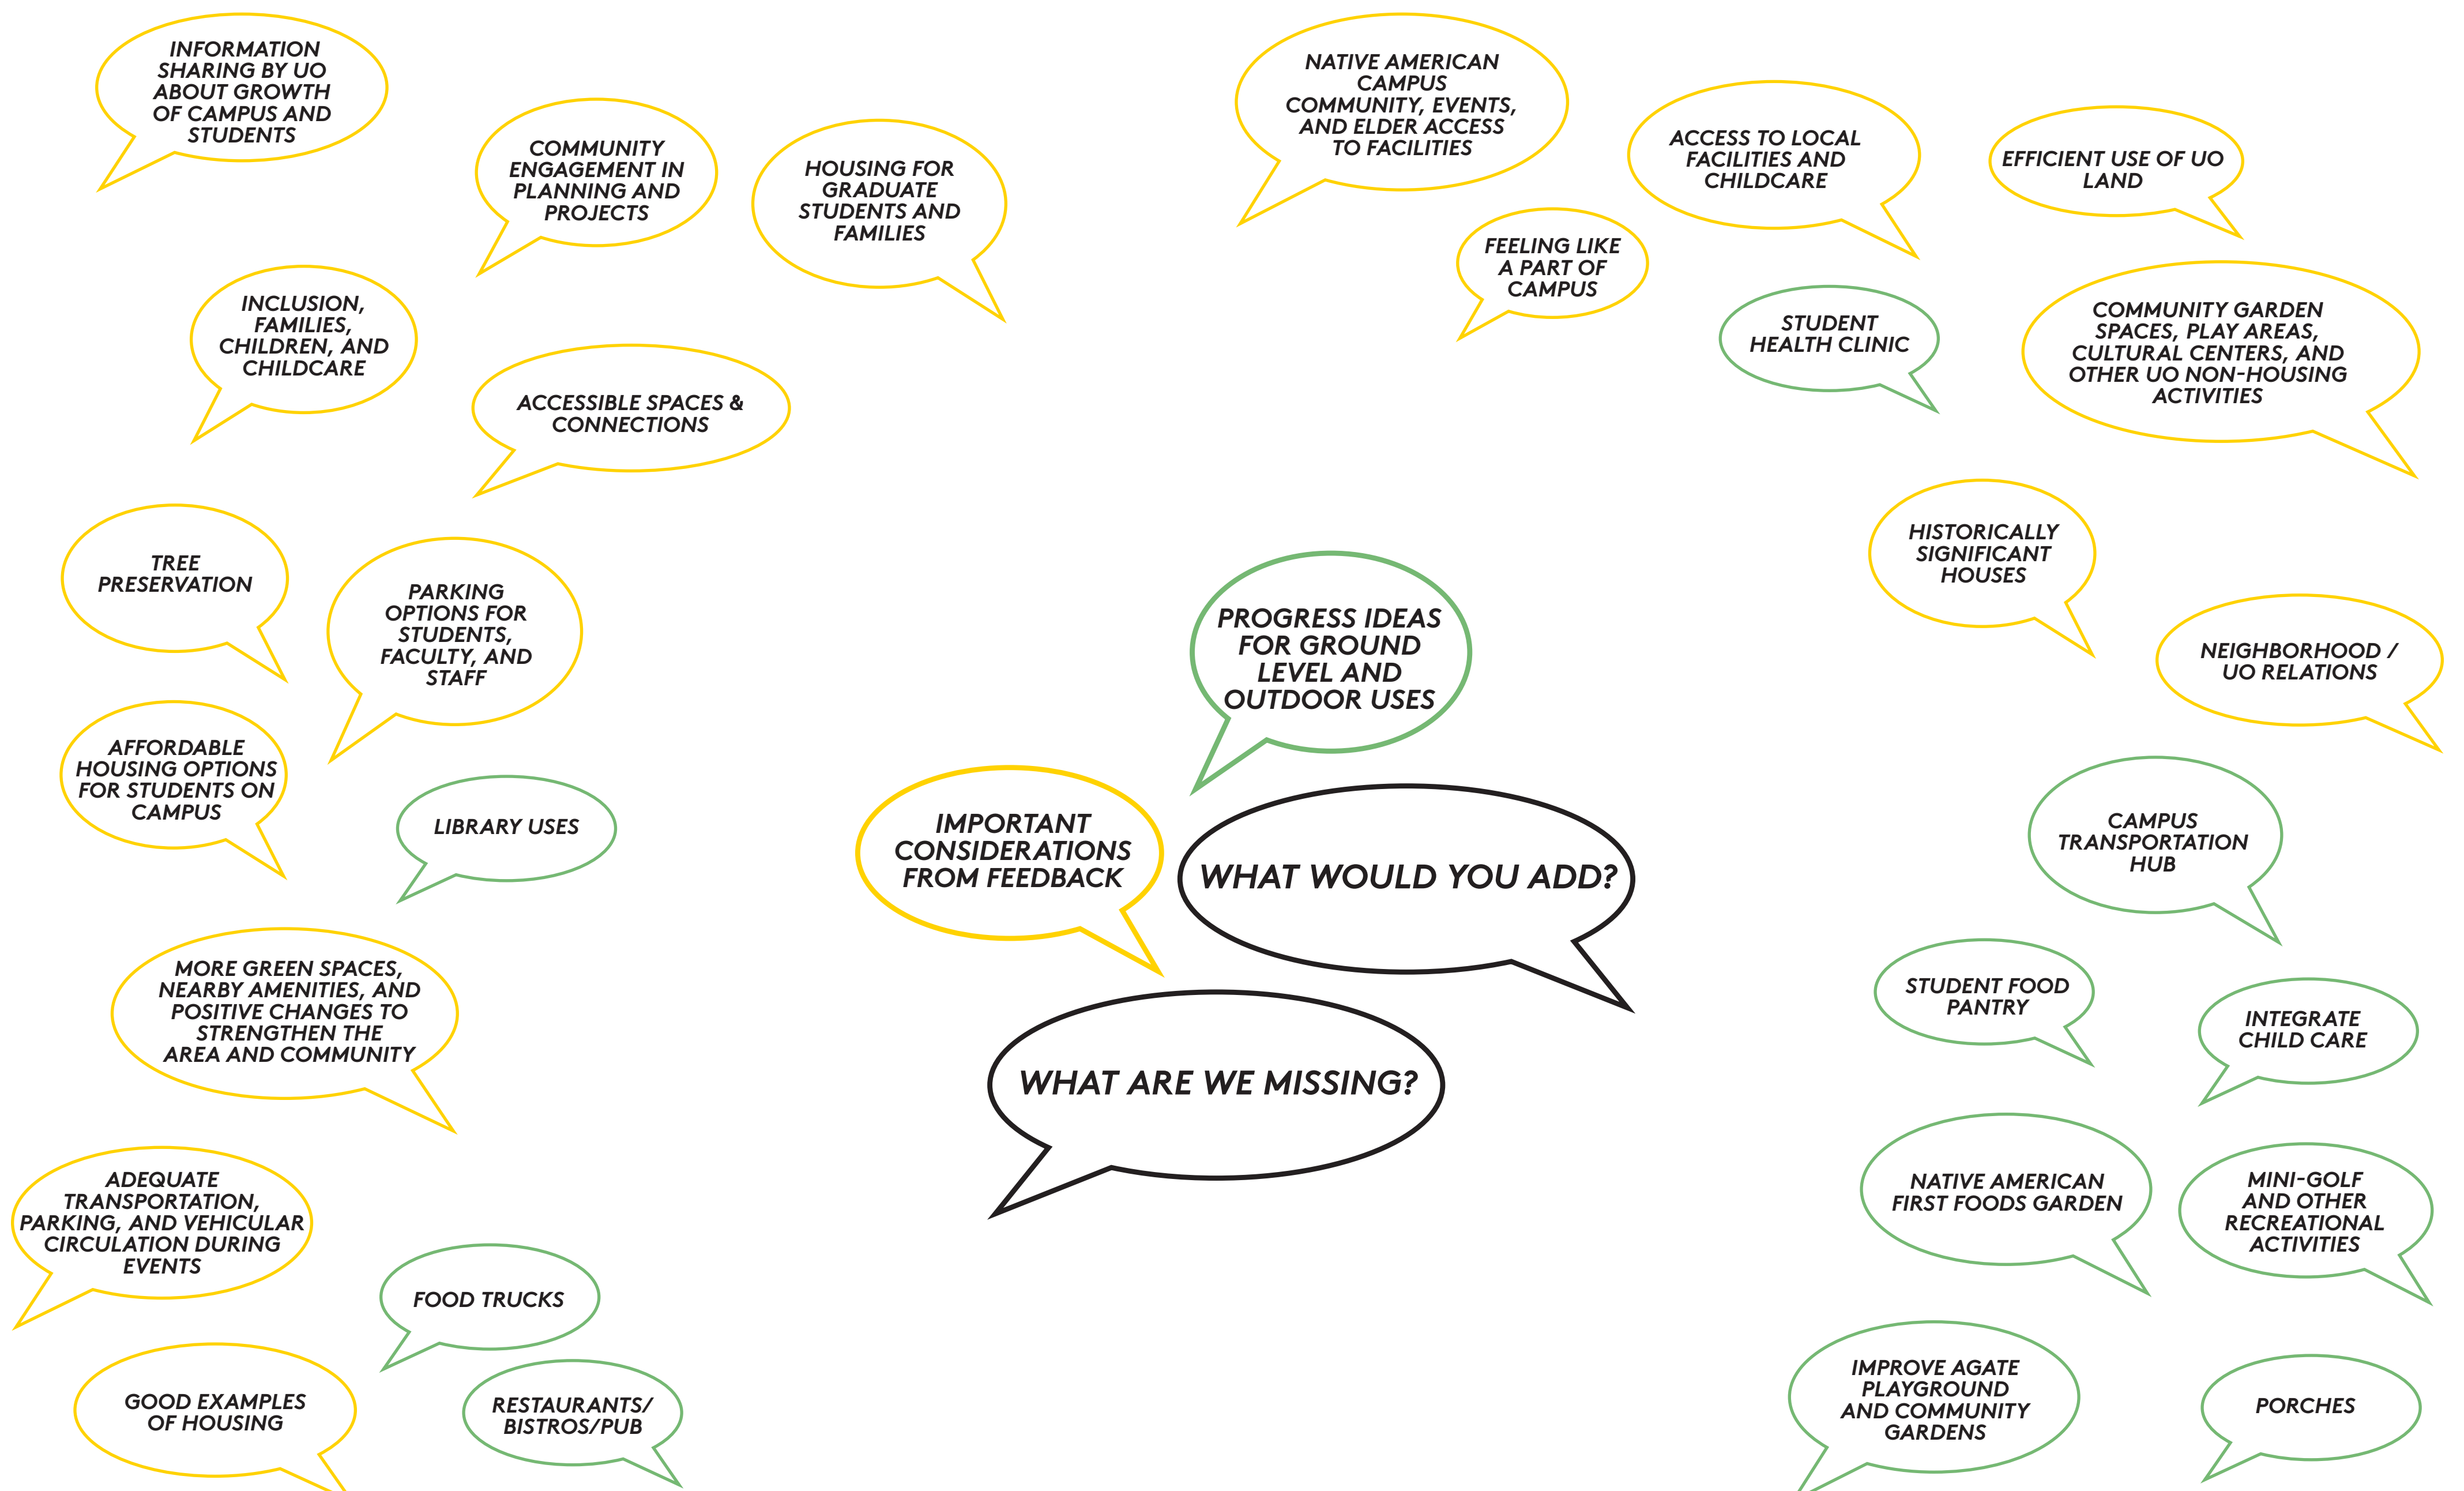 INFORMATION
SHARING BY UO
ABOUT GROWTH
OF CAMPUS AND
STUDENTS
COMMUNITY
ENGAGEMENT IN
PLANNING AND
PROJECTS
HOUSING FOR
GRADUATE
STUDENTS AND
FAMILIES
NATIVE AMERICAN
CAMPUS
COMMUNITY, EVENTS,
AND ELDER ACCESS
TO FACILITIES
ACCESS TO LOCAL
FACILITIES AND
CHILDCARE
EFFICIENT USE OF UO
LAND
FEELING LIKE
A PART OF
CAMPUS
INCLUSION,
FAMILIES,
CHILDREN, AND
CHILDCARE
STUDENT
HEALTH CLINIC
COMMUNITY GARDEN
SPACES, PLAY AREAS,
CULTURAL CENTERS, AND
OTHER UO NON-HOUSING
ACTIVITIES
ACCESSIBLE SPACES &
CONNECTIONS
TREE
PRESERVATION
PARKING
OPTIONS FOR
STUDENTS,
FACULTY, AND
STAFF
HISTORICALLY
SIGNIFICANT
HOUSES
PROGRESS IDEAS
FOR GROUND
LEVEL AND
OUTDOOR USES
NEIGHBORHOOD /
UO RELATIONS
AFFORDABLE
HOUSING OPTIONS
FOR STUDENTS ON
CAMPUS
LIBRARY USES
IMPORTANT
CONSIDERATIONS
FROM FEEDBACK
WHAT WOULD YOU ADD?
CAMPUS
TRANSPORTATION
HUB
MORE GREEN SPACES,
NEARBY AMENITIES, AND
POSITIVE CHANGES TO
STRENGTHEN THE
AREA AND COMMUNITY
WHAT ARE WE MISSING?
STUDENT FOOD
PANTRY
INTEGRATE
CHILD CARE
ADEQUATE
TRANSPORTATION,
PARKING, AND VEHICULAR
CIRCULATION DURING
EVENTS
NATIVE AMERICAN
FIRST FOODS GARDEN
MINI-GOLF
AND OTHER
RECREATIONAL
ACTIVITIES
FOOD TRUCKS
GOOD EXAMPLES
OF HOUSING
RESTAURANTS/
BISTROS/PUB
IMPROVE AGATE
PLAYGROUND
AND COMMUNITY
GARDENS
PORCHES